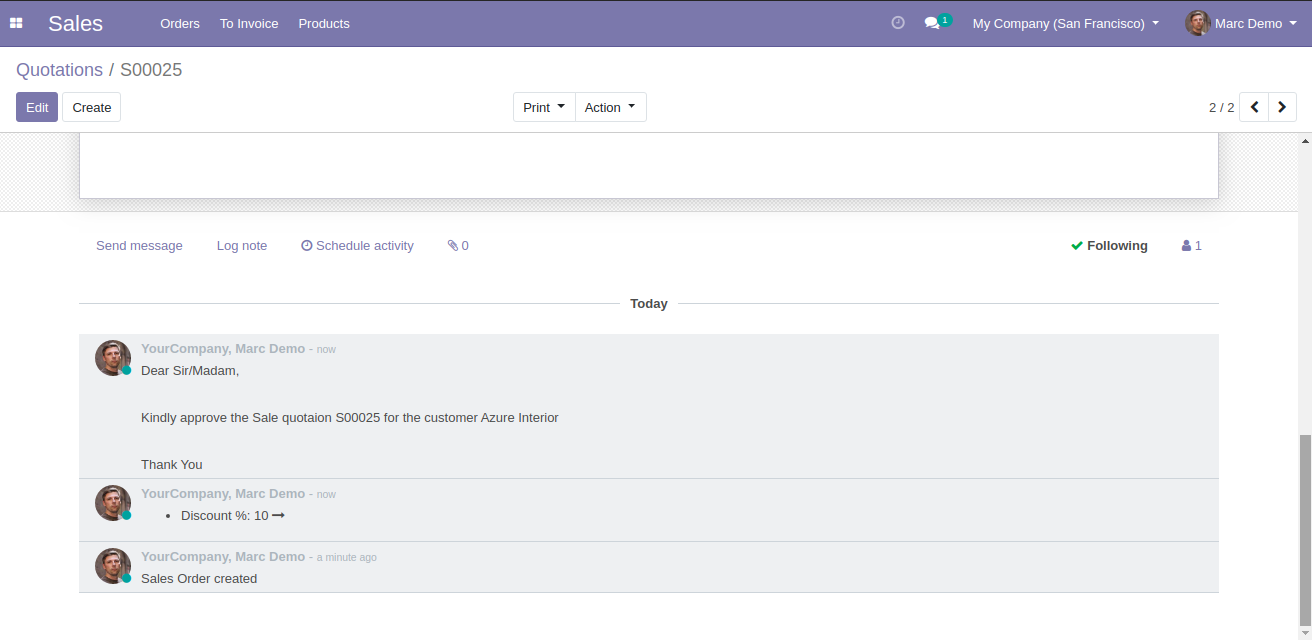 Sales Orders To Invoice Products 1 My Company (San Francisco) Marc Demo
Quotations / S00025
Edit Create Print Action 2 / 2
Send message Log note Schedule activity 0 Following 1
Today
YourCompany, Marc Demo - now
Dear Sir/Madam,
Kindly approve the Sale quotaion S00025 for the customer Azure Interior
Thank You
YourCompany, Marc Demo - now
• Discount %: 10 →
YourCompany, Marc Demo - a minute ago
Sales Order created